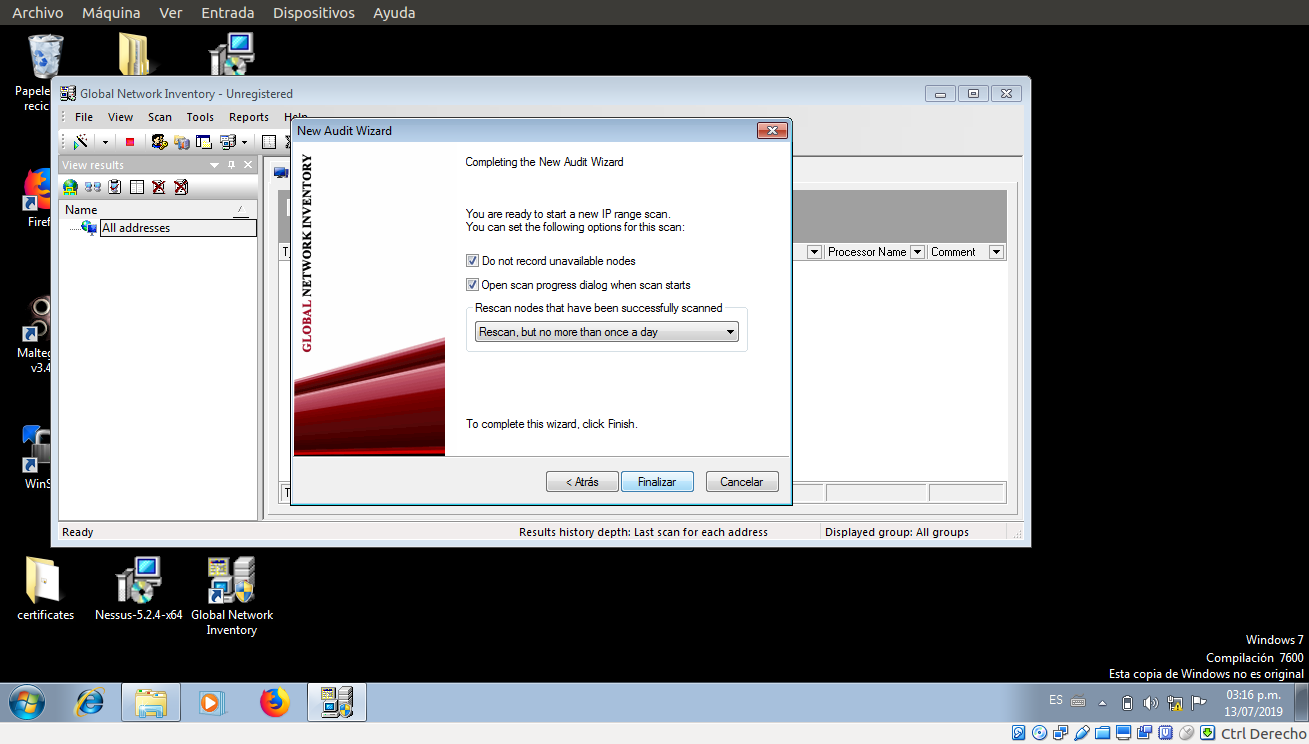 Archivo Máquina Ver Entrada Dispositivos Ayuda
Papele
recic
Global Network Inventory - Unregistered
File View Scan Tools Reports Help
New Audit Wizard
View results
Name
All addresses
GLOBAL NETWORK INVENTORY
Completing the New Audit Wizard
You are ready to start a new IP range scan.
You can set the following options for this scan:
Do not record unavailable nodes
Open scan progress dialog when scan starts
Rescan nodes that have been successfully scanned
Rescan, but no more than once a day
To complete this wizard, click Finish.
< Atrás Finalizar Cancelar
Processor Name Comment
Firef
Malteg
v3.4
WinS
Ready Results history depth: Last scan for each address Displayed group: All groups
certificates Nessus-5.2.4-x64 Global Network
Inventory
Windows 7
Compilación 7600
Esta copia de Windows no es original
ES 03:16 p.m.
13/07/2019
Ctrl Derecho